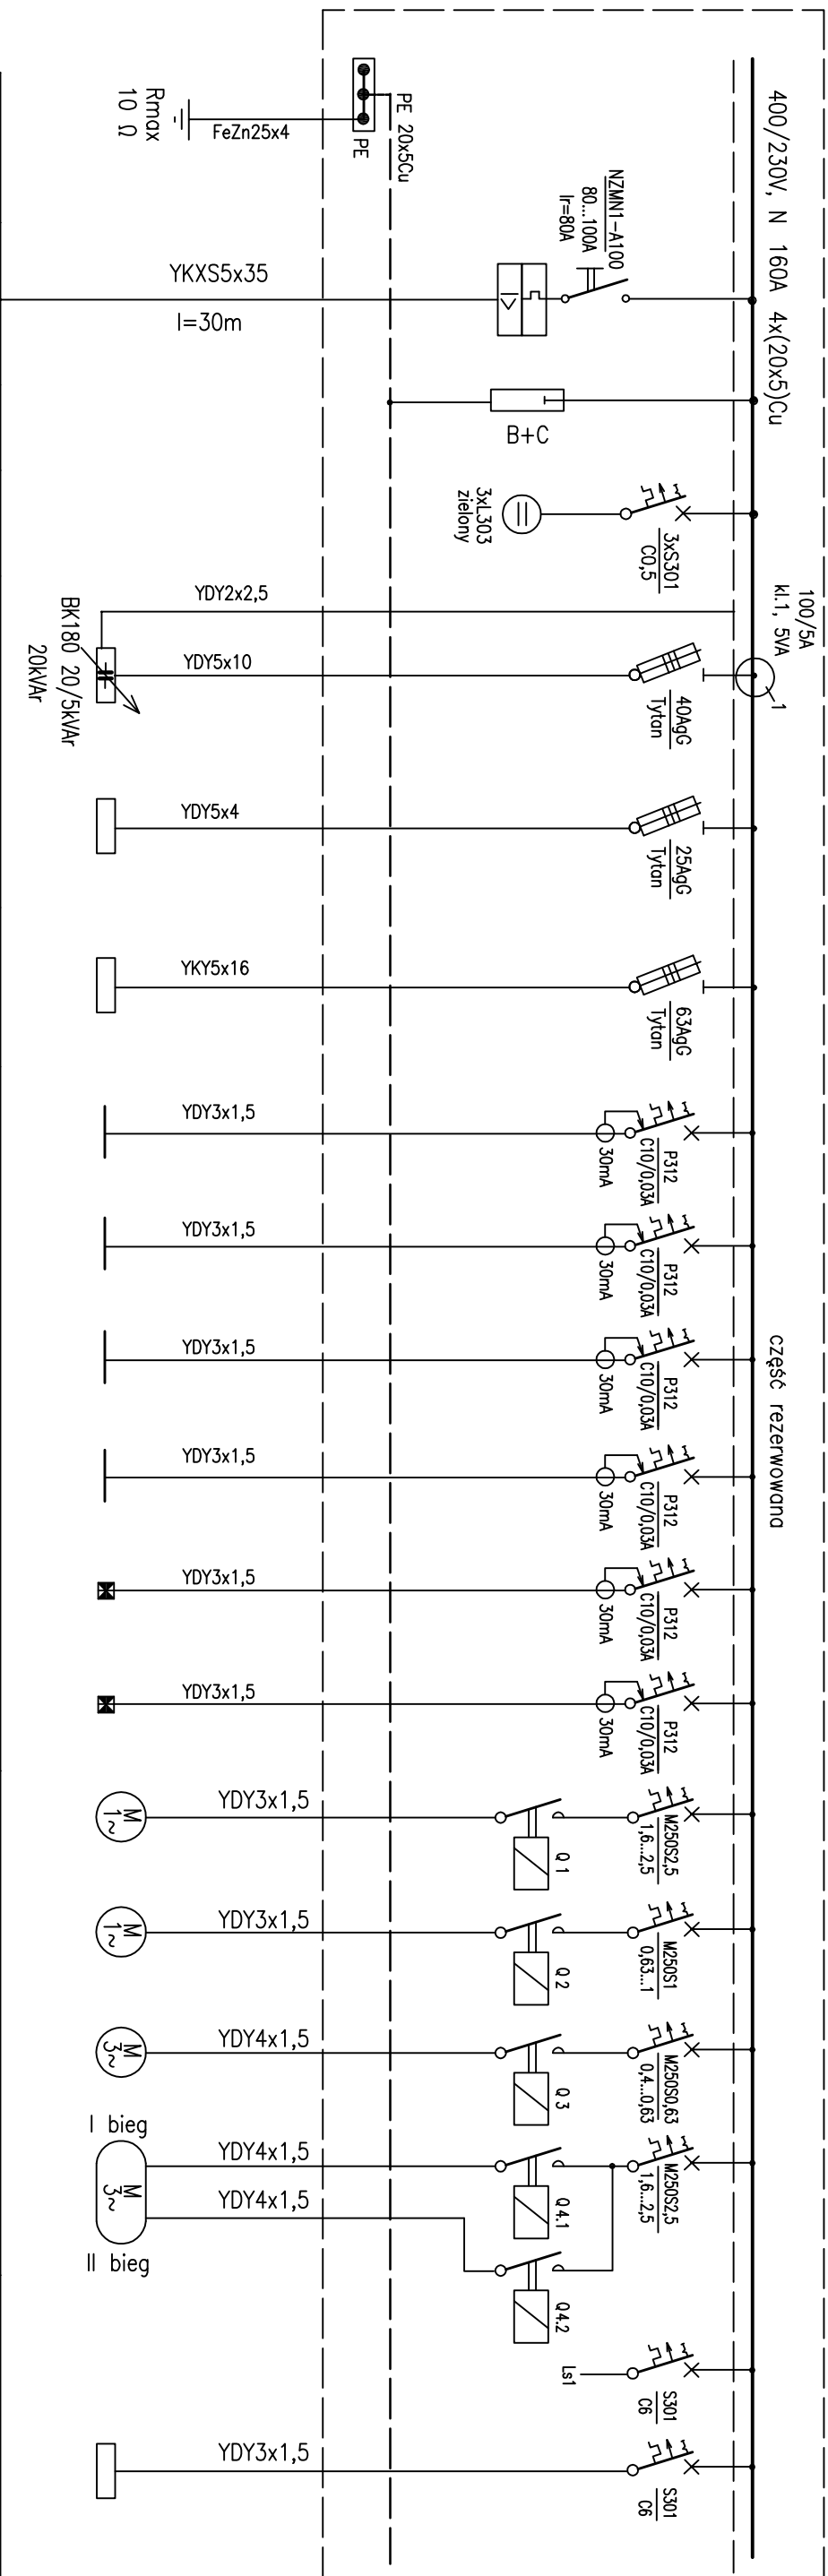 400/230V, N 160A 4x(20x5)Cu
część rezerwowana
PE 20x5Cu
PE
FeZn25x4
Rmax
10 Ω
NZMN1-A100
80...100A
Ir=80A
YKXS5x35
l=30m
B+C
3xS301
C0,5
3xL303
zielony
100/5A
kl.1, 5VA
1
YDY2x2,5
40AgG
Tytan
YDY5x10
BK180 20/5kVAr
20kVAr
25AgG
Tytan
YDY5x4
63AgG
Tytan
YKY5x16
P312
C10/0,03A
30mA
YDY3x1,5
P312
C10/0,03A
30mA
YDY3x1,5
P312
C10/0,03A
30mA
YDY3x1,5
P312
C10/0,03A
30mA
YDY3x1,5
P312
C10/0,03A
30mA
YDY3x1,5
P312
C10/0,03A
30mA
YDY3x1,5
M250S2,5
1,6...2,5
Q1
YDY3x1,5
M
1~
M250S1
0,63...1
Q2
YDY3x1,5
M
1~
M250S0,63
0,4...0,63
Q3
YDY4x1,5
M
3~
M250S2,5
1,6...2,5
Q4.1
Q4.2
YDY4x1,5
YDY4x1,5
I bieg
M
3~
II bieg
S301
C6
Ls1
S301
C6
YDY3x1,5